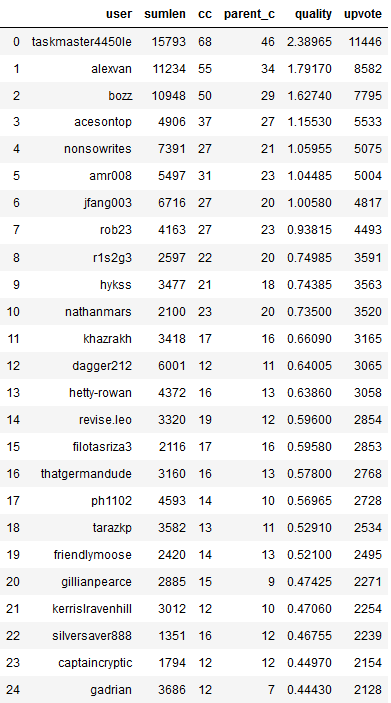 user sumlen cc parent_c quality upvote
0 taskmaster4450le 15793 68 46 2.38965 11446
1 alexvan 11234 55 34 1.79170 8582
2 bozz 10948 50 29 1.62740 7795
3 acesontop 4906 37 27 1.15530 5533
4 nonsowrites 7391 27 21 1.05955 5075
5 amr008 5497 31 23 1.04485 5004
6 jfang003 6716 27 20 1.00580 4817
7 rob23 4163 27 23 0.93815 4493
8 r1s2g3 2597 22 20 0.74985 3591
9 hykss 3477 21 18 0.74385 3563
10 nathanmars 2100 23 20 0.73500 3520
11 khazrakh 3418 17 16 0.66090 3165
12 dagger212 6001 12 11 0.64005 3065
13 hetty-rowan 4372 16 13 0.63860 3058
14 revise.leo 3320 19 12 0.59600 2854
15 filotasriza3 2116 17 16 0.59580 2853
16 thatgermandude 3160 16 13 0.57800 2768
17 ph1102 4593 14 10 0.56965 2728
18 tarazkp 3582 13 11 0.52910 2534
19 friendlymoose 2420 14 13 0.52100 2495
20 gillianpearce 2885 15 9 0.47425 2271
21 kerrislravenhill 3012 12 10 0.47060 2254
22 silversaver888 1351 16 12 0.46755 2239
23 captaincryptic 1794 12 12 0.44970 2154
24 gadrian 3686 12 7 0.44430 2128